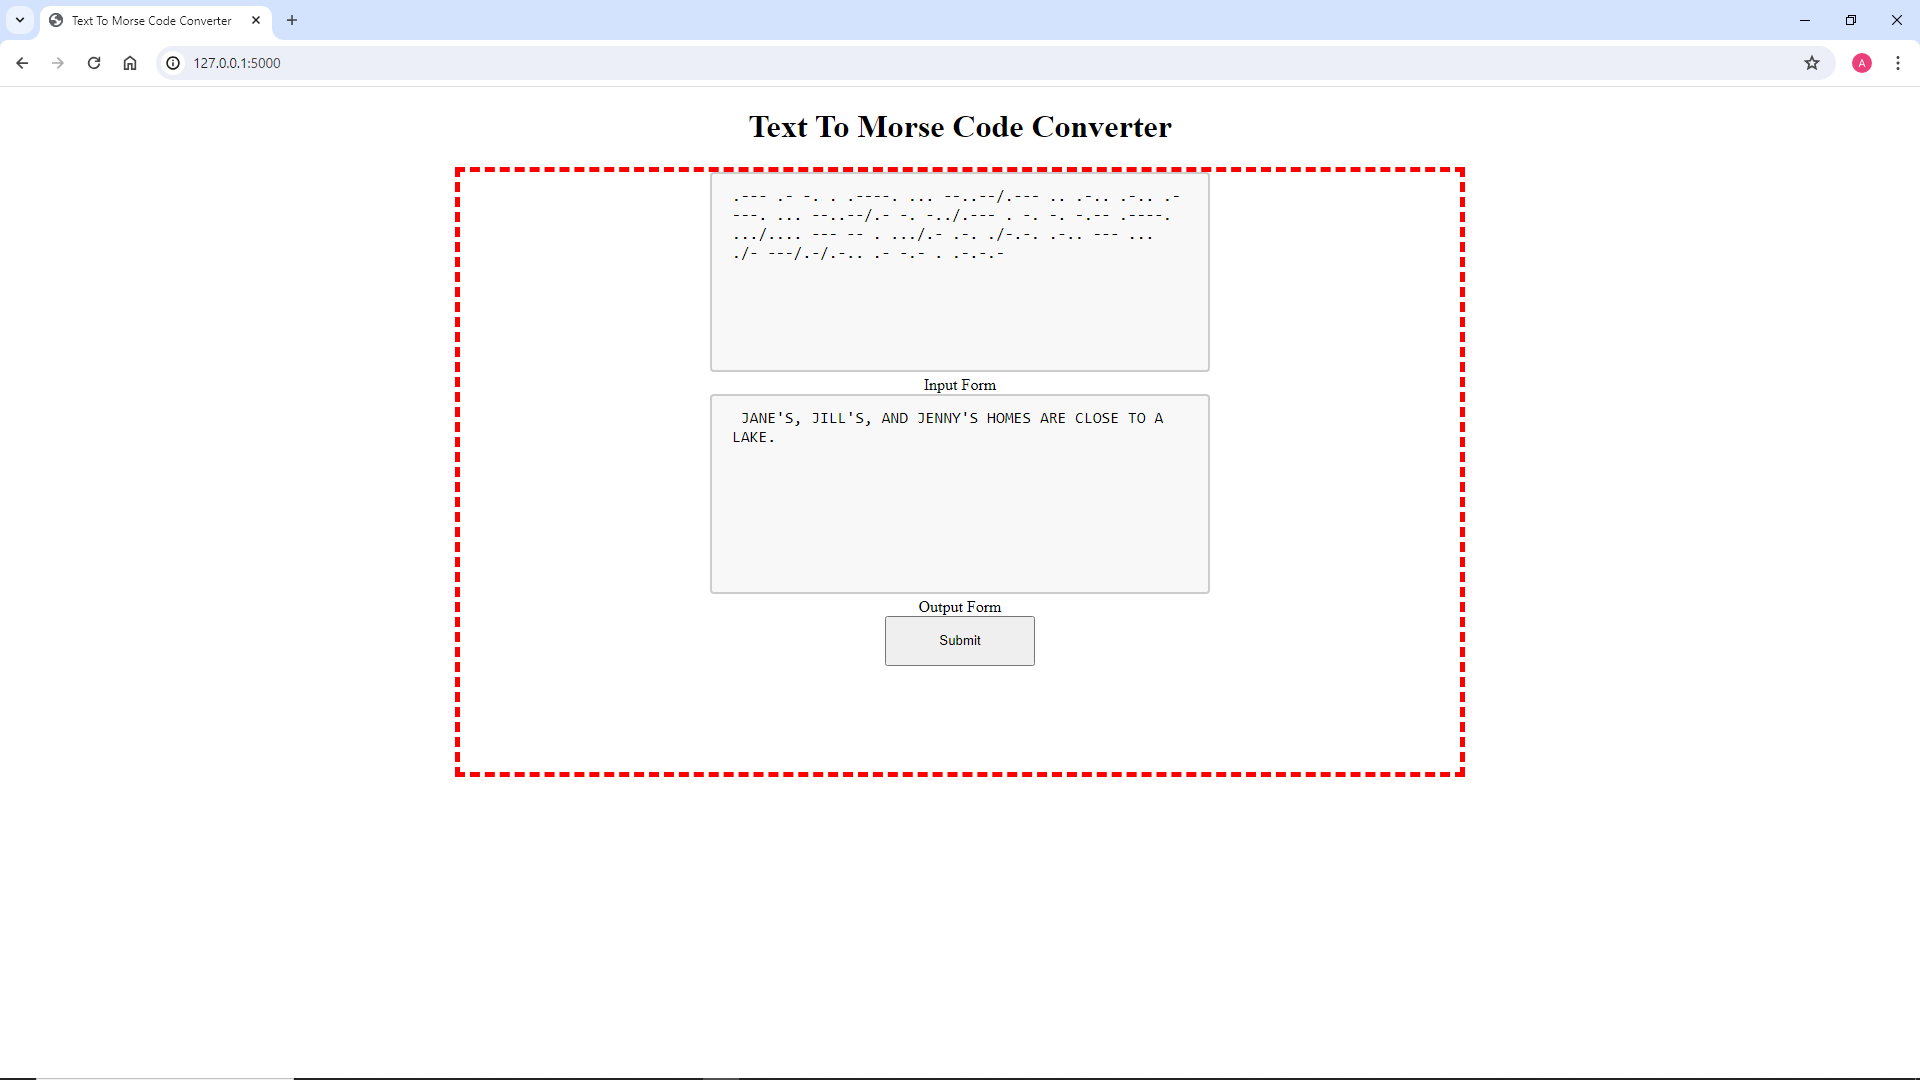 Text To Morse Code Converter
127.0.0.1:5000
A
Text To Morse Code Converter
.--- .- -. . .----. ... --..--/.--- .. .-.. .-.. .-
---. ... --..--/.- -. -../.--- . -. -. -.-- .----.
.../.... --- -- . .../.- .-. ./-.-. .-.. --- ...
./- ---/.-/.-.. .- -.- . .-.-.-
Input Form
JANE'S, JILL'S, AND JENNY'S HOMES ARE CLOSE TO A
LAKE.
Output Form
Submit